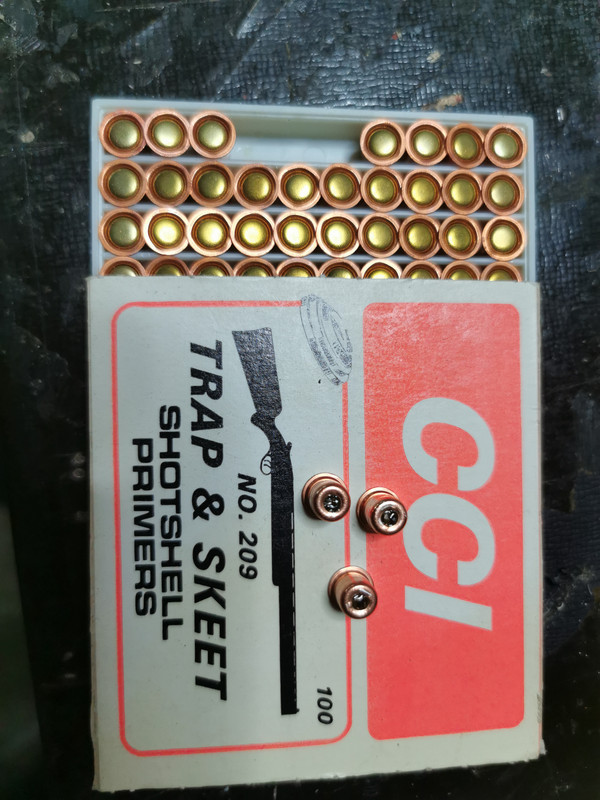 CCI
100
NO. 209
TRAP & SKEET
SHOTSHELL
PRIMERS